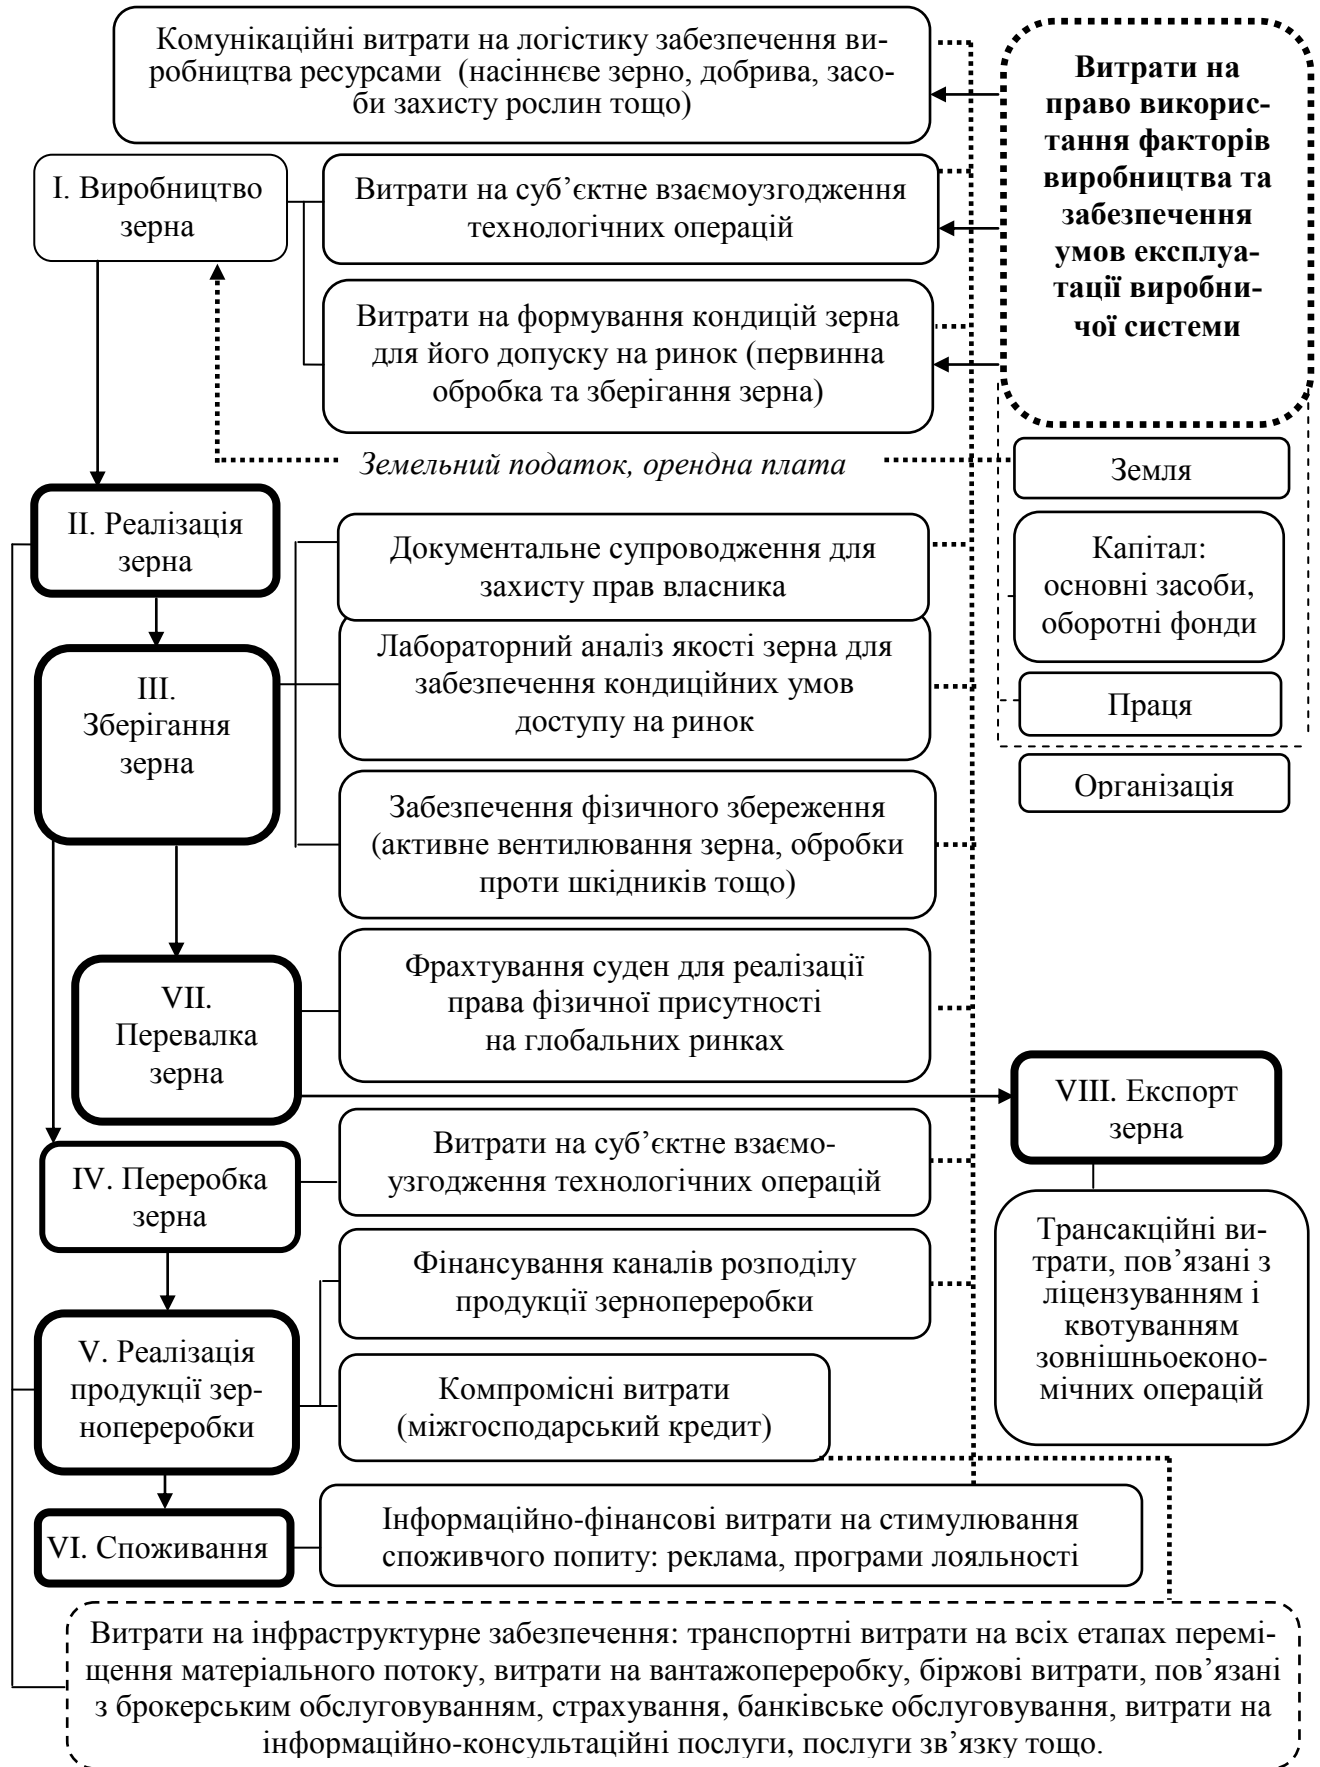 Комунікаційні витрати на логістику забезпечення ви-
робництва ресурсами (насіннєве зерно, добрива, засо-
би захисту рослин тощо)
Витрати на
право викорис-
тання факторів
виробництва та
забезпечення
умов експлуа-
тації виробни-
чої системи
І. Виробництво
зерна
Витрати на суб’єктне взаємоузгодження
технологічних операцій
Витрати на формування кондицій зерна
для його допуску на ринок (первинна
обробка та зберігання зерна)
Земельний податок, орендна плата
Земля
ІІ. Реалізація
зерна
Документальне супроводження для
захисту прав власника
Капітал:
основні засоби,
оборотні фонди
ІІІ.
Зберігання
зерна
Лабораторний аналіз якості зерна для
забезпечення кондиційних умов
доступу на ринок
Праця
Організація
Забезпечення фізичного збереження
(активне вентилювання зерна, обробки
проти шкідників тощо)
VII.
Перевалка
зерна
Фрахтування суден для реалізації
права фізичної присутності
на глобальних ринках
VIII. Експорт
зерна
IV. Переробка
зерна
Витрати на суб’єктне взаємо-
узгодження технологічних операцій
Трансакційні ви-
трати, пов’язані з
ліцензуванням і
квотуванням
зовнішньоеконо-
мічних операцій
Фінансування каналів розподілу
продукції зернопереробки
V. Реалізація
продукції зер-
нопереробки
Компромісні витрати
(міжгосподарський кредит)
VI. Споживання
Інформаційно-фінансові витрати на стимулювання
споживчого попиту: реклама, програми лояльності
Витрати на інфраструктурне забезпечення: транспортні витрати на всіх етапах перемі-
щення матеріального потоку, витрати на вантажопереробку, біржові витрати, пов’язані
з брокерським обслуговуванням, страхування, банківське обслуговування, витрати на
інформаційно-консультаційні послуги, послуги зв’язку тощо.